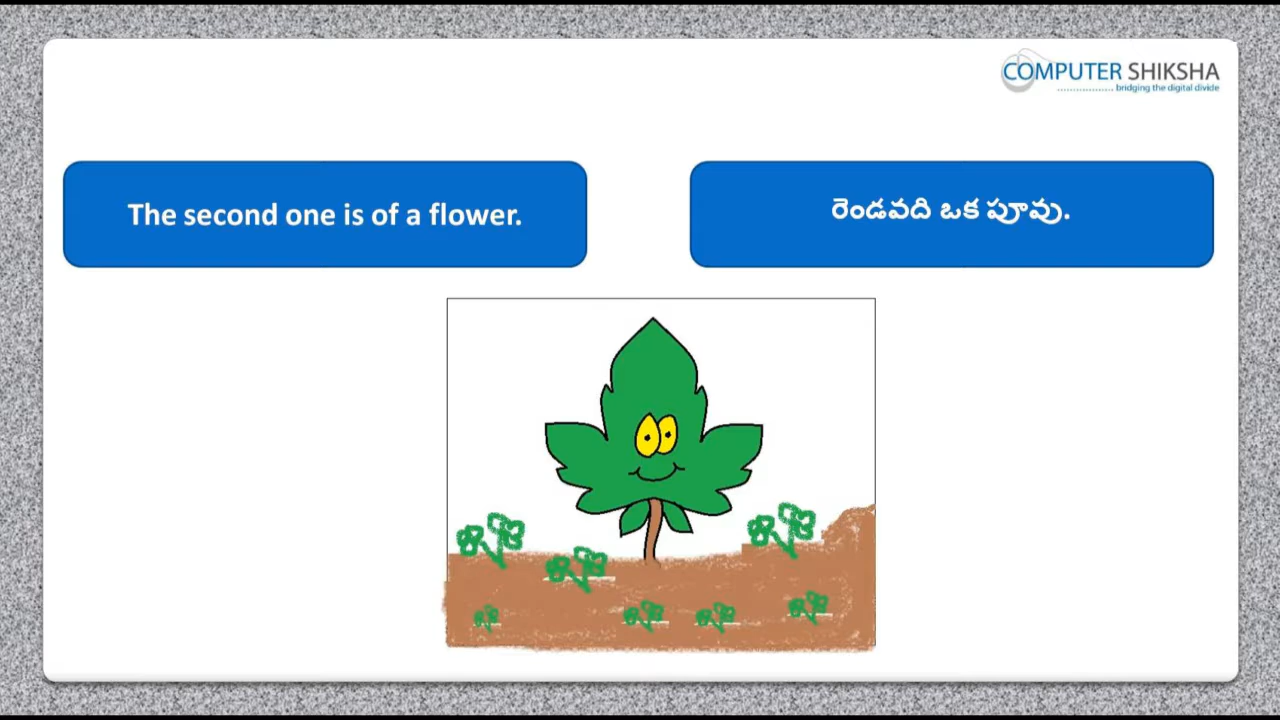 COMPUTER SHIKSHA
bridging the digital divide
The second one is of a flower.
రెండవది ఒక పూవు.